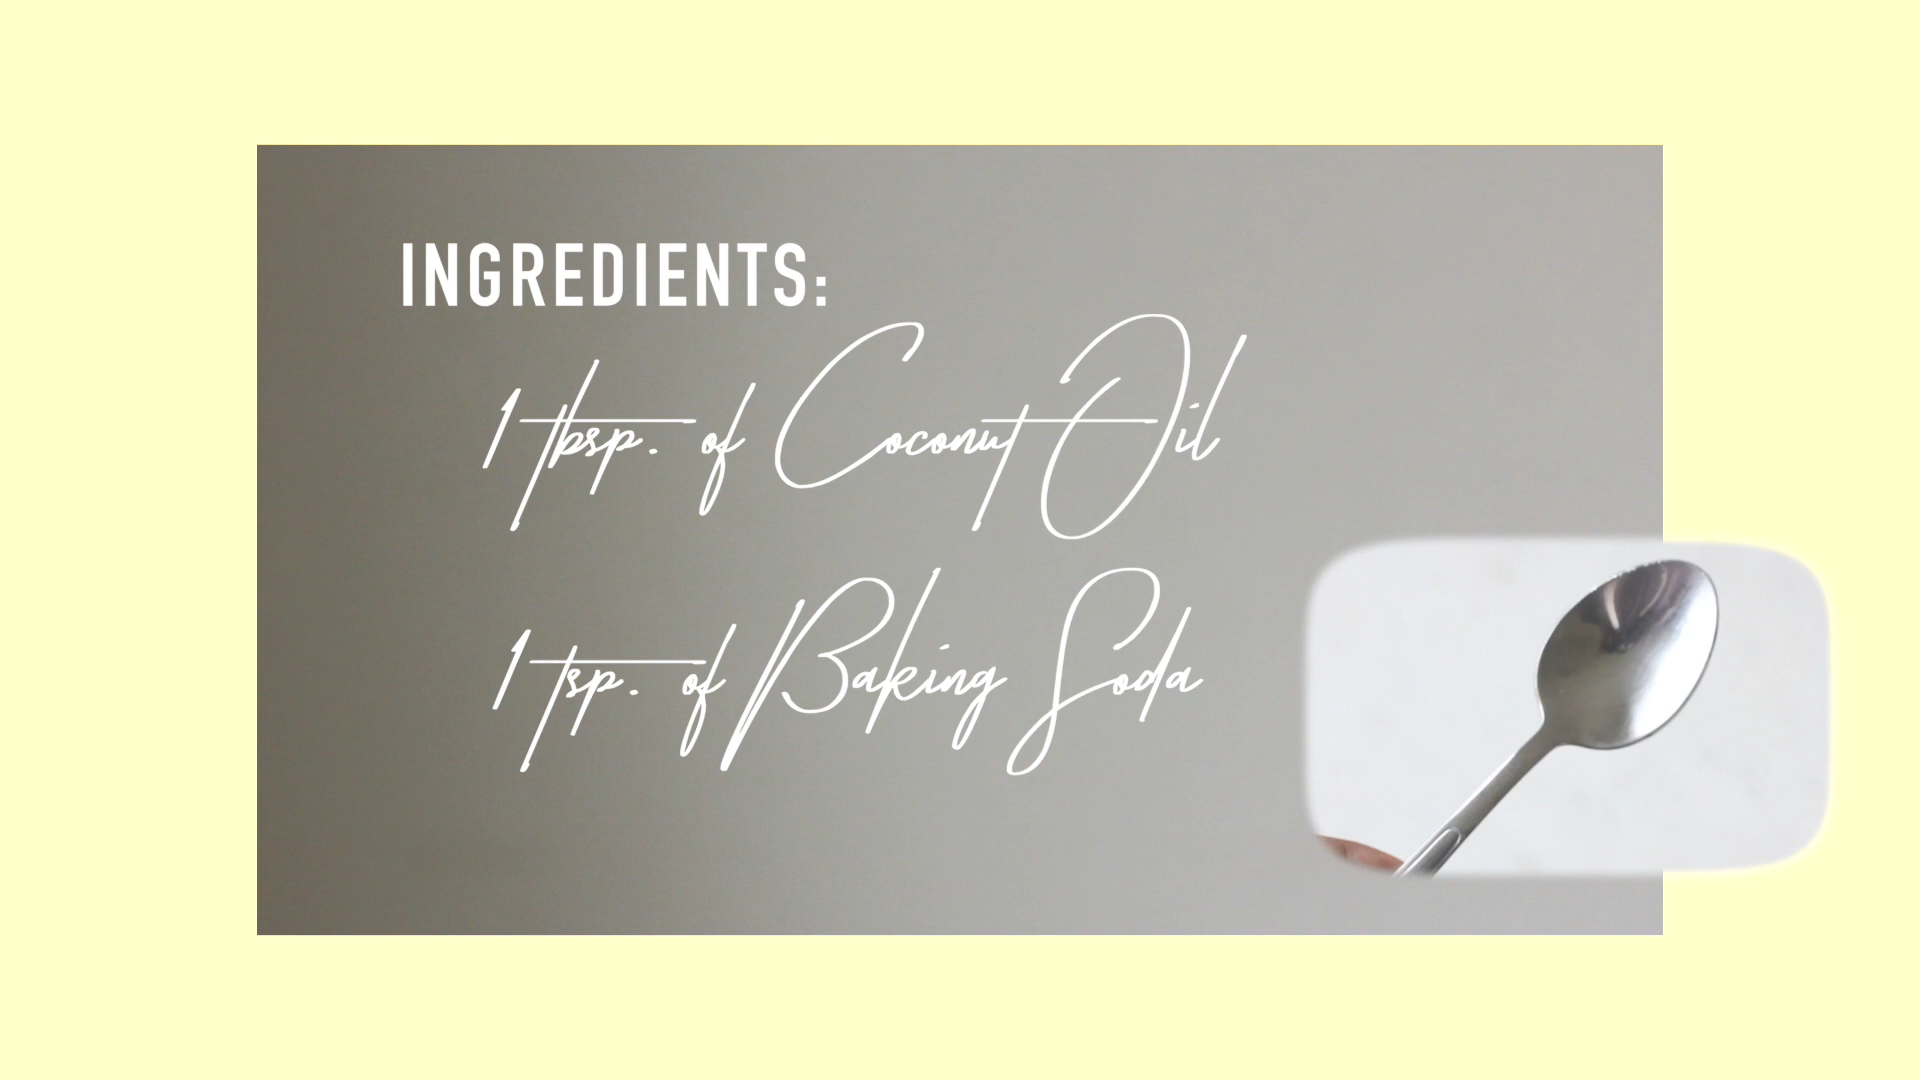 INGREDIENTS:
1 tbsp. of Coconut Oil
1 tsp. of Baking Soda